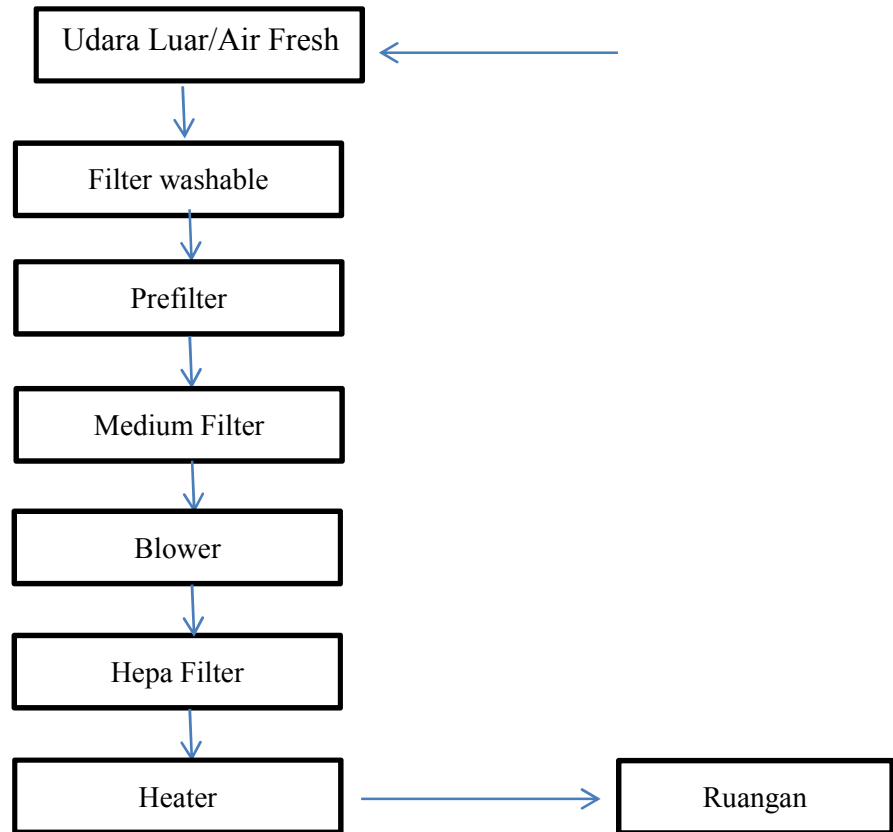 Udara Luar/Air Fresh
Filter washable
Prefilter
Medium Filter
Blower
Hepa Filter
Heater
Ruangan